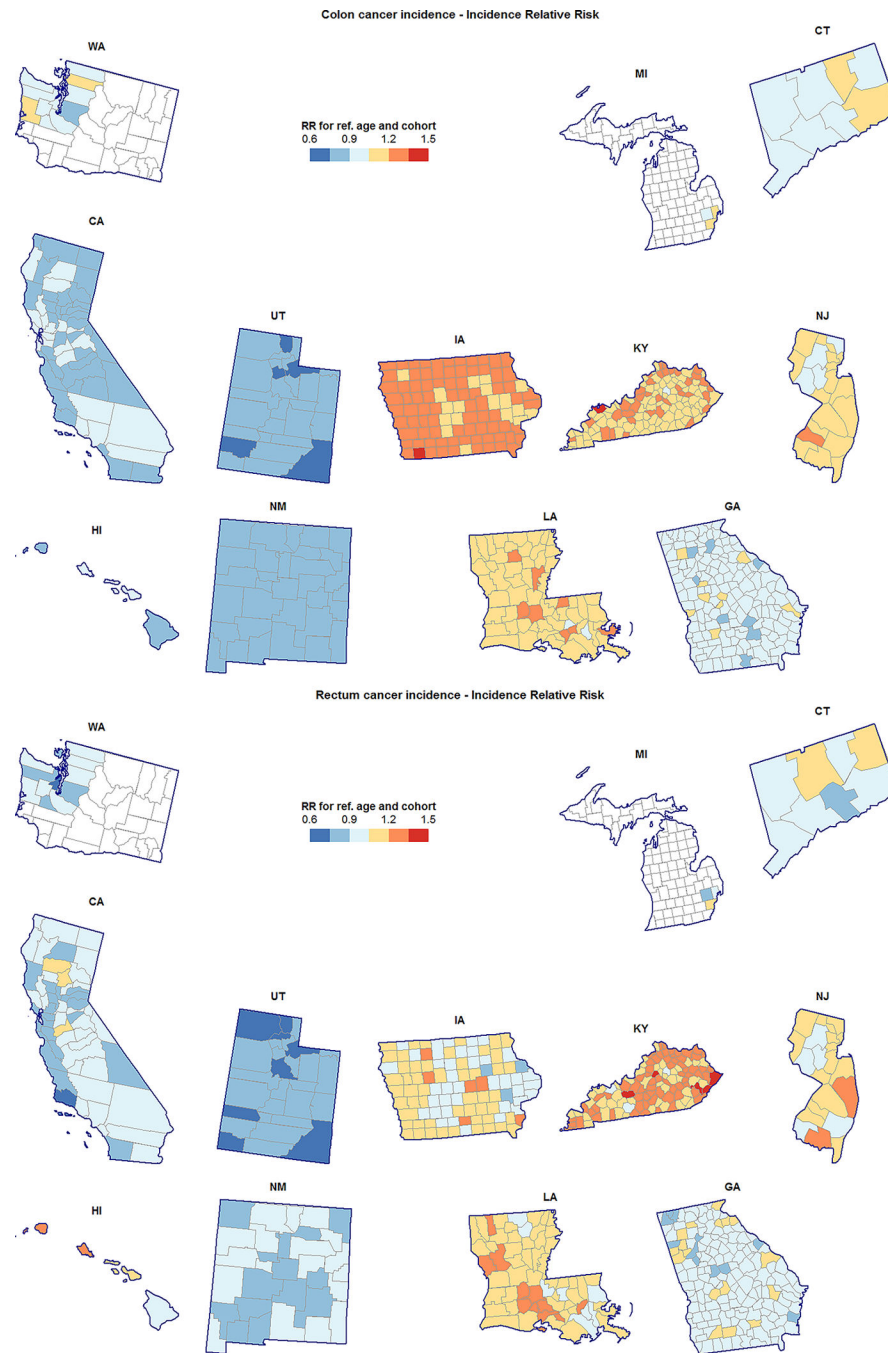 Colon cancer incidence - Incidence Relative Risk
WA
CT
MI
RR for ref. age and cohort
0.6 0.9 1.2 1.5
CA
UT
IA
KY
NJ
HI
NM
LA
GA
Rectum cancer incidence - Incidence Relative Risk
WA
CT
MI
RR for ref. age and cohort
0.6 0.9 1.2 1.5
CA
UT
IA
KY
NJ
HI
NM
LA
GA